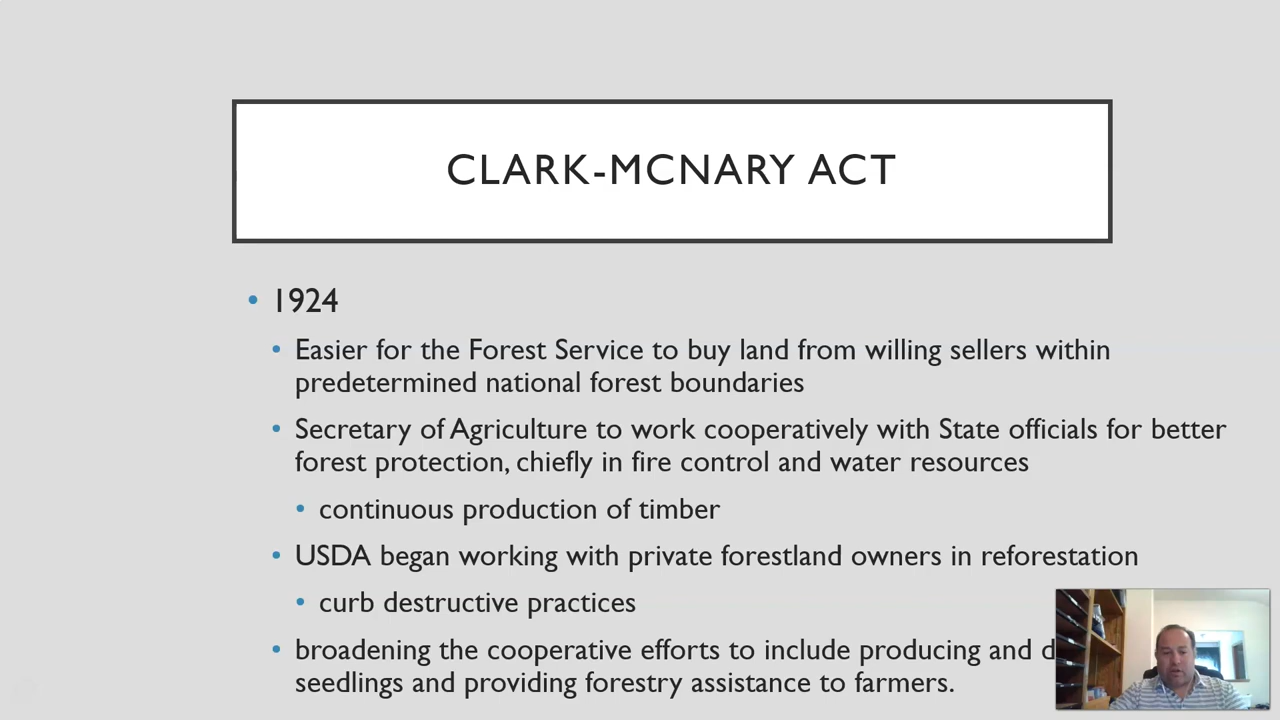 CLARK-MCNARY ACT
• 1924
• Easier for the Forest Service to buy land from willing sellers within
predetermined national forest boundaries
• Secretary of Agriculture to work cooperatively with State officials for better
forest protection, chiefly in fire control and water resources
• continuous production of timber
• USDA began working with private forestland owners in reforestation
• curb destructive practices
• broadening the cooperative efforts to include producing and
seedlings and providing forestry assistance to farmers.